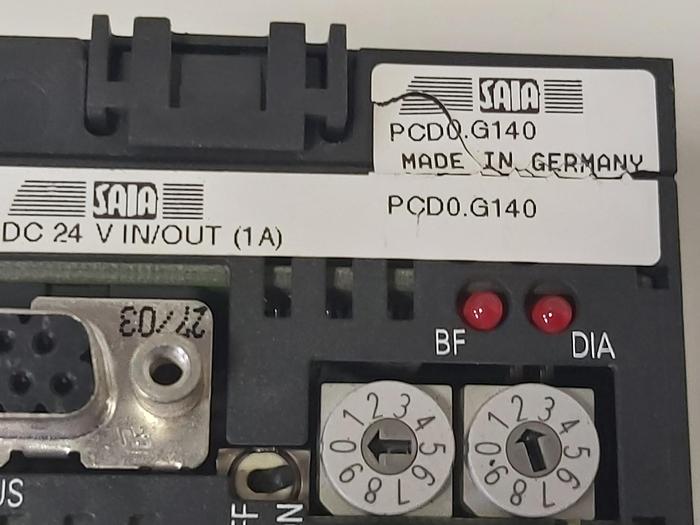 SAIA
PCD0.G140
MADE IN GERMANY
SAIA
PCD0.G140
DC 24 V IN/OUT (1A)
27/03
BF
DIA
0 1 2 3 4 5 6 7 8 9
0 1 2 3 4 5 6 7 8 9
US
FF
N